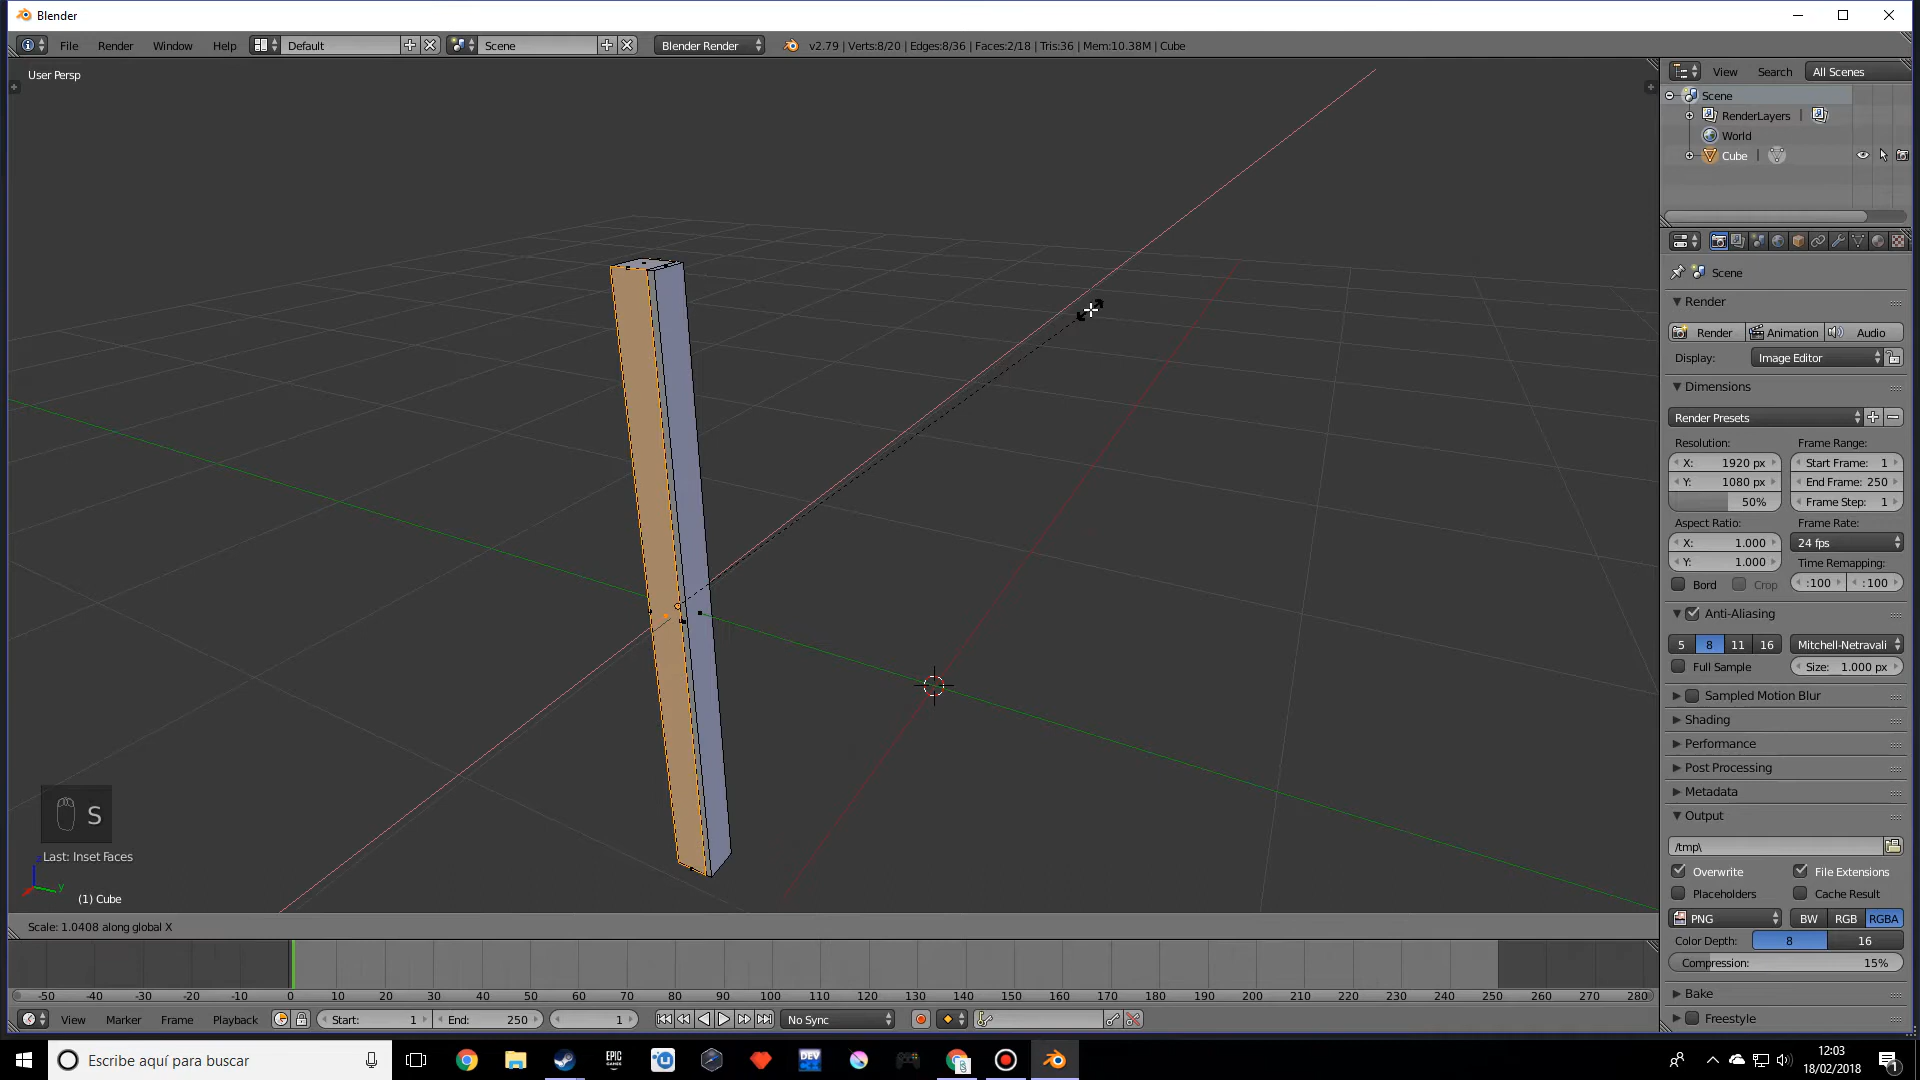 Blender
File Render Window Help Default Scene Blender Render v2.79 | Verts:8/20 | Edges:8/36 | Faces:2/18 | Tris:36 | Mem:10.38M | Cube
User Persp
View Search All Scenes
Scene
RenderLayers |
World
Cube |
Scene
Render
Render Animation Audio
Display: Image Editor
Dimensions
Render Presets
Resolution: Frame Range:
X: 1920 px Start Frame: 1
Y: 1080 px End Frame: 250
50% Frame Step: 1
Aspect Ratio: Frame Rate:
X: 1.000 24 fps
Y: 1.000 Time Remapping:
Bord Crop :100 :100
Anti-Aliasing
5 8 11 16 Mitchell-Netravali
Full Sample Size: 1.000 px
Sampled Motion Blur
Shading
Performance
Post Processing
Metadata
Output
/tmp\
Overwrite File Extensions
Placeholders Cache Result
PNG BW RGB RGBA
Color Depth: 8 16
Compression: 15%
Bake
Freestyle
S
Last: Inset Faces
y
(1) Cube
Scale: 1.0408 along global X
-50 -40 -30 -20 -10 0 10 20 30 40 50 60 70 80 90 100 110 120 130 140 150 160 170 180 190 200 210 220 230 240 250 260 270 280
View Marker Frame Playback Start: 1 End: 250 1 No Sync
Escribe aquí para buscar
EPIC GAMES
DEV
12:03
18/02/2018
1